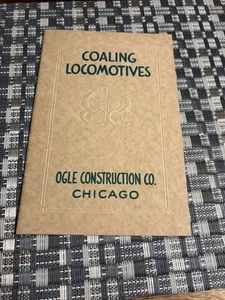 COALING
LOCOMOTIVES
OGLE CONSTRUCTION CO.
CHICAGO